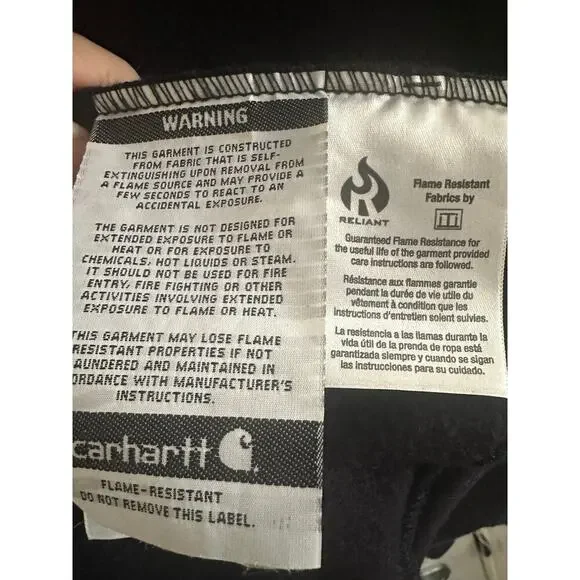 WARNING
THIS GARMENT IS CONSTRUCTED
FROM FABRIC THAT IS SELF-
EXTINGUISHING UPON REMOVAL FROM
A FLAME SOURCE AND MAY PROVIDE A
FEW SECONDS TO REACT TO AN
ACCIDENTAL EXPOSURE.
THE GARMENT IS NOT DESIGNED FOR
EXTENDED EXPOSURE TO FLAME OR
HEAT OR FOR EXPOSURE TO
CHEMICALS, HOT LIQUIDS OR STEAM.
IT SHOULD NOT BE USED FOR FIRE
ENTRY, FIRE FIGHTING OR OTHER
ACTIVITIES INVOLVING EXTENDED
EXPOSURE TO FLAME OR HEAT.
THIS GARMENT MAY LOSE FLAME
RESISTANT PROPERTIES IF NOT
AUNDERED AND MAINTAINED IN
ORDANCE WITH MANUFACTURER'S
INSTRUCTIONS.
carhartt
FLAME-RESISTANT
DO NOT REMOVE THIS LABEL.
RELIANT
Flame Resistant
Fabrics by
ITI
Guaranteed Flame Resistance for
the useful life of the garment provided
care instructions are followed.
Résistance aux flammes garantie
pendant la durée de vie utile du
vêtement à condition que les
instructions d'entretien soient suivies.
La resistencia a las llamas durante la
vida útil de la prenda de ropa está
garantizada siempre y cuando se sigan
las instrucciones para su cuidado.